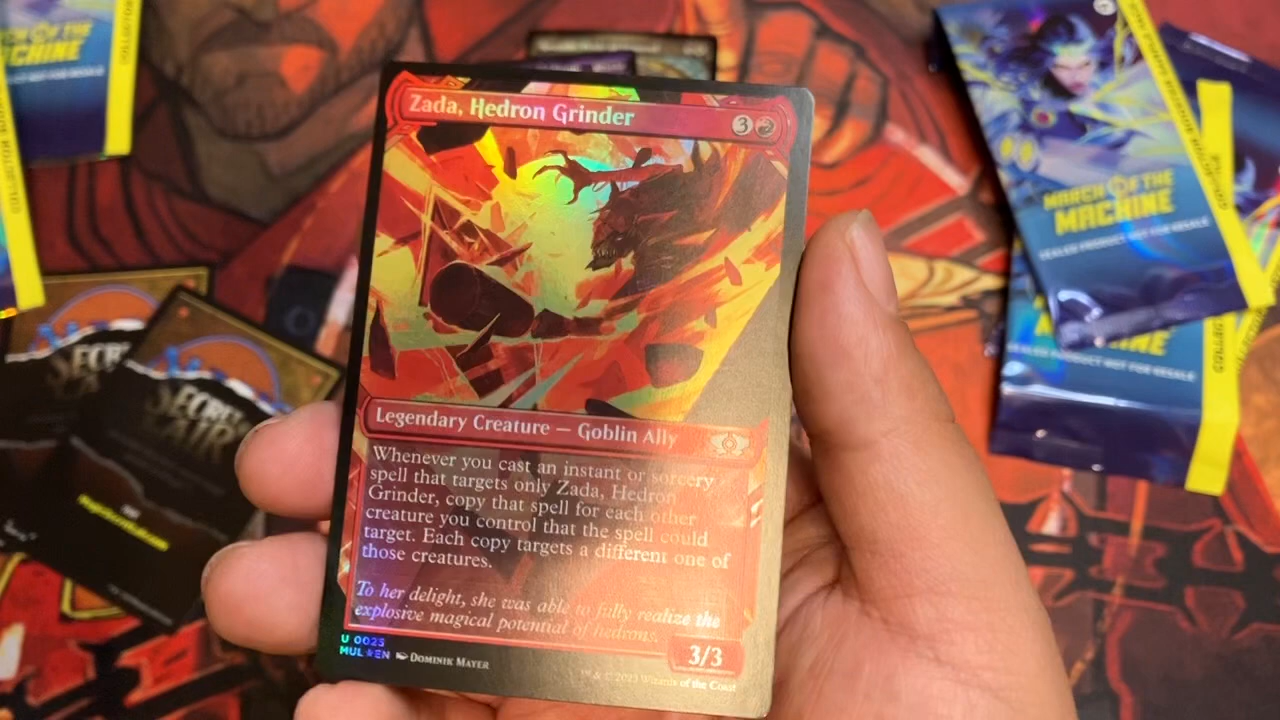 Zada, Hedron Grinder
3
Legendary Creature — Goblin Ally
Whenever you cast an instant or sorcery
spell that targets only Zada, Hedron
Grinder, copy that spell for each other
creature you control that the spell could
target. Each copy targets a different one of
those creatures.
To her delight, she was able to fully realize the
explosive magical potential of hedrons.
3/3
U 0025
MUL★EN DOMINIK MAYER
™ & © 2023 Wizards of the Coast
MARCH OF THE
MACHINE
SEALED PRODUCT NOT FOR RESALE
MACHINE
SECRET
LAIR